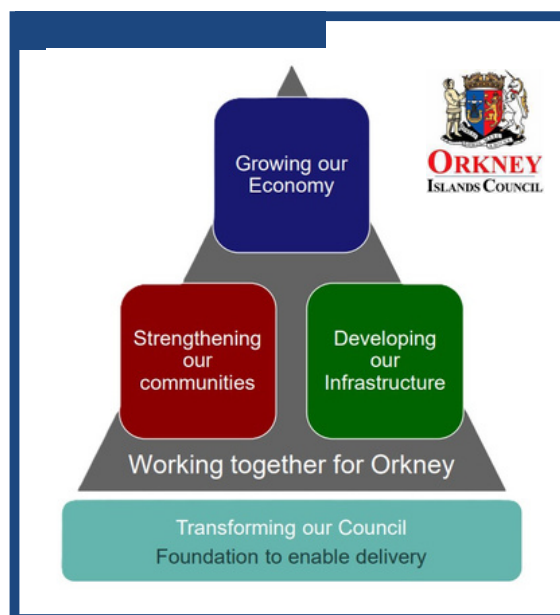 Growing our
Economy
ORKNEY
ISLANDS COUNCIL
Strengthening
our
communities
Developing
our
Infrastructure
Working together for Orkney
Transforming our Council
Foundation to enable delivery